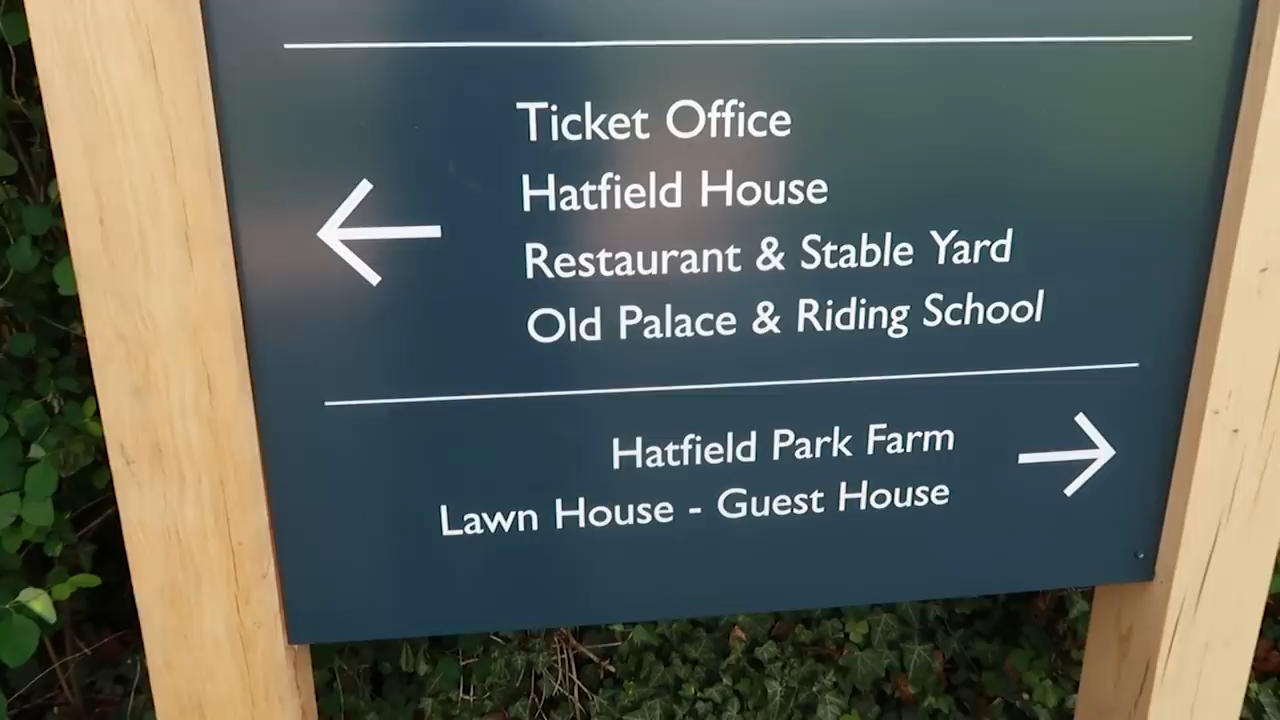 Ticket Office
Hatfield House
Restaurant & Stable Yard
Old Palace & Riding School
Hatfield Park Farm
Lawn House - Guest House